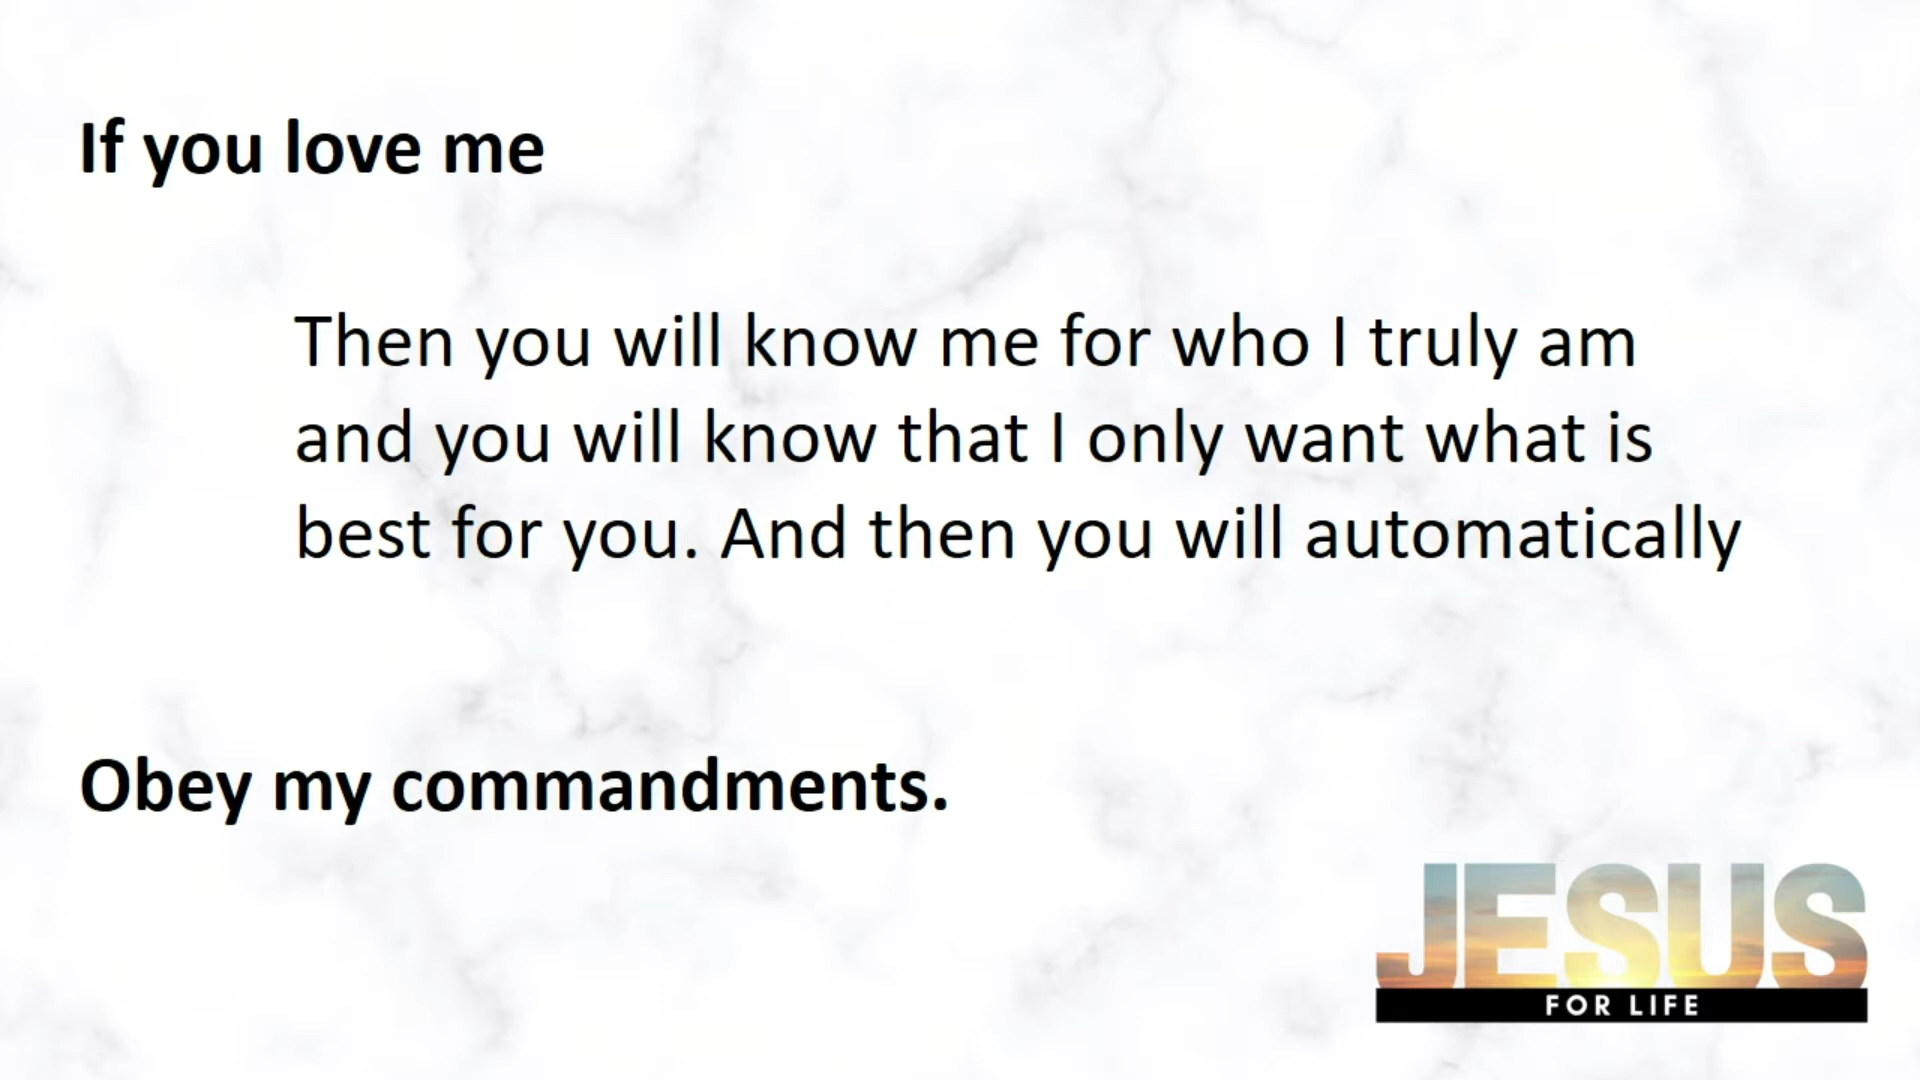 If you love me
Then you will know me for who I truly am
and you will know that I only want what is
best for you. And then you will automatically
Obey my commandments.
JESUS
FOR LIFE